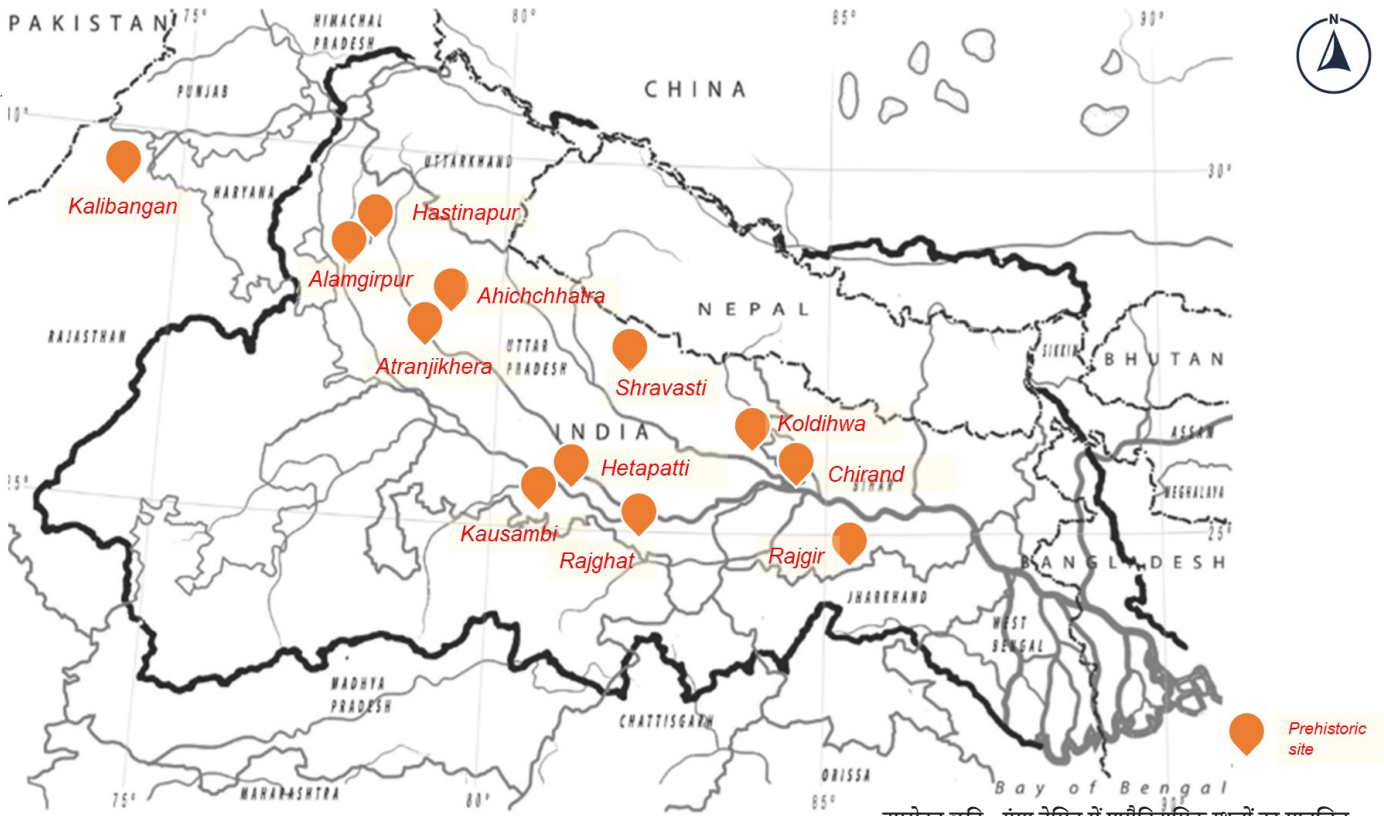 PAKISTAN
75°
HIMACHAL
PRADESH
80°
85°
90°
N
PUNJAB
CHINA
UTTARKHAND
30°
HARYANA
Kalibangan
Hastinapur
Alamgirpur
Ahichchhatra
NEPAL
RAJASTHAN
Atranjikhera
UTTAR
PRADESH
Shravasti
SIKKIM
BHUTAN
INDIA
Koldihwa
ASSAM
Hetapatti
Chirand
BIHAR
MEGHALAYA
Kausambi
Rajghat
Rajgir
25°
BANGLADESH
JHARKHAND
WEST
BENGAL
MADHYA
PRADESH
CHATTISGARH
Prehistoric
site
ORISSA
Bay of Bengal
MAHARASHTRA
75°
80°
85°
90°